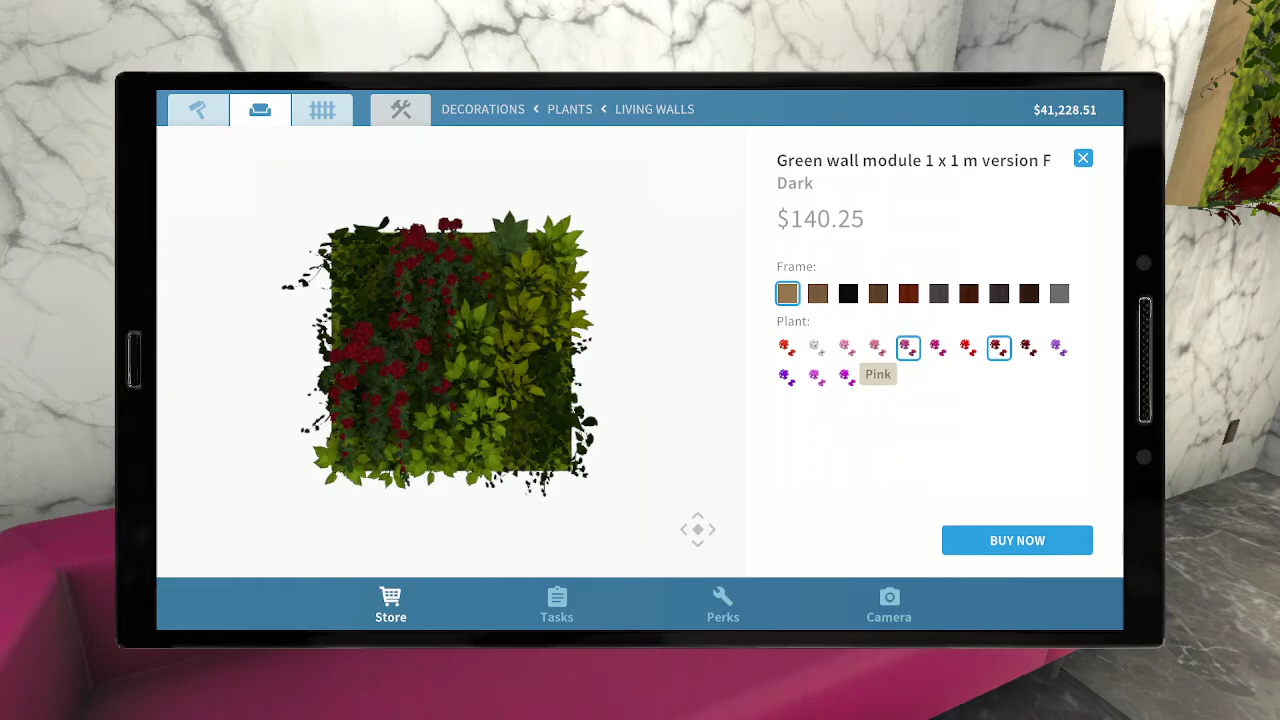 DECORATIONS < PLANTS < LIVING WALLS
$41,228.51
Green wall module 1 x 1 m version F
Dark
$140.25
Frame:
Plant:
Pink
BUY NOW
Store
Tasks
Perks
Camera